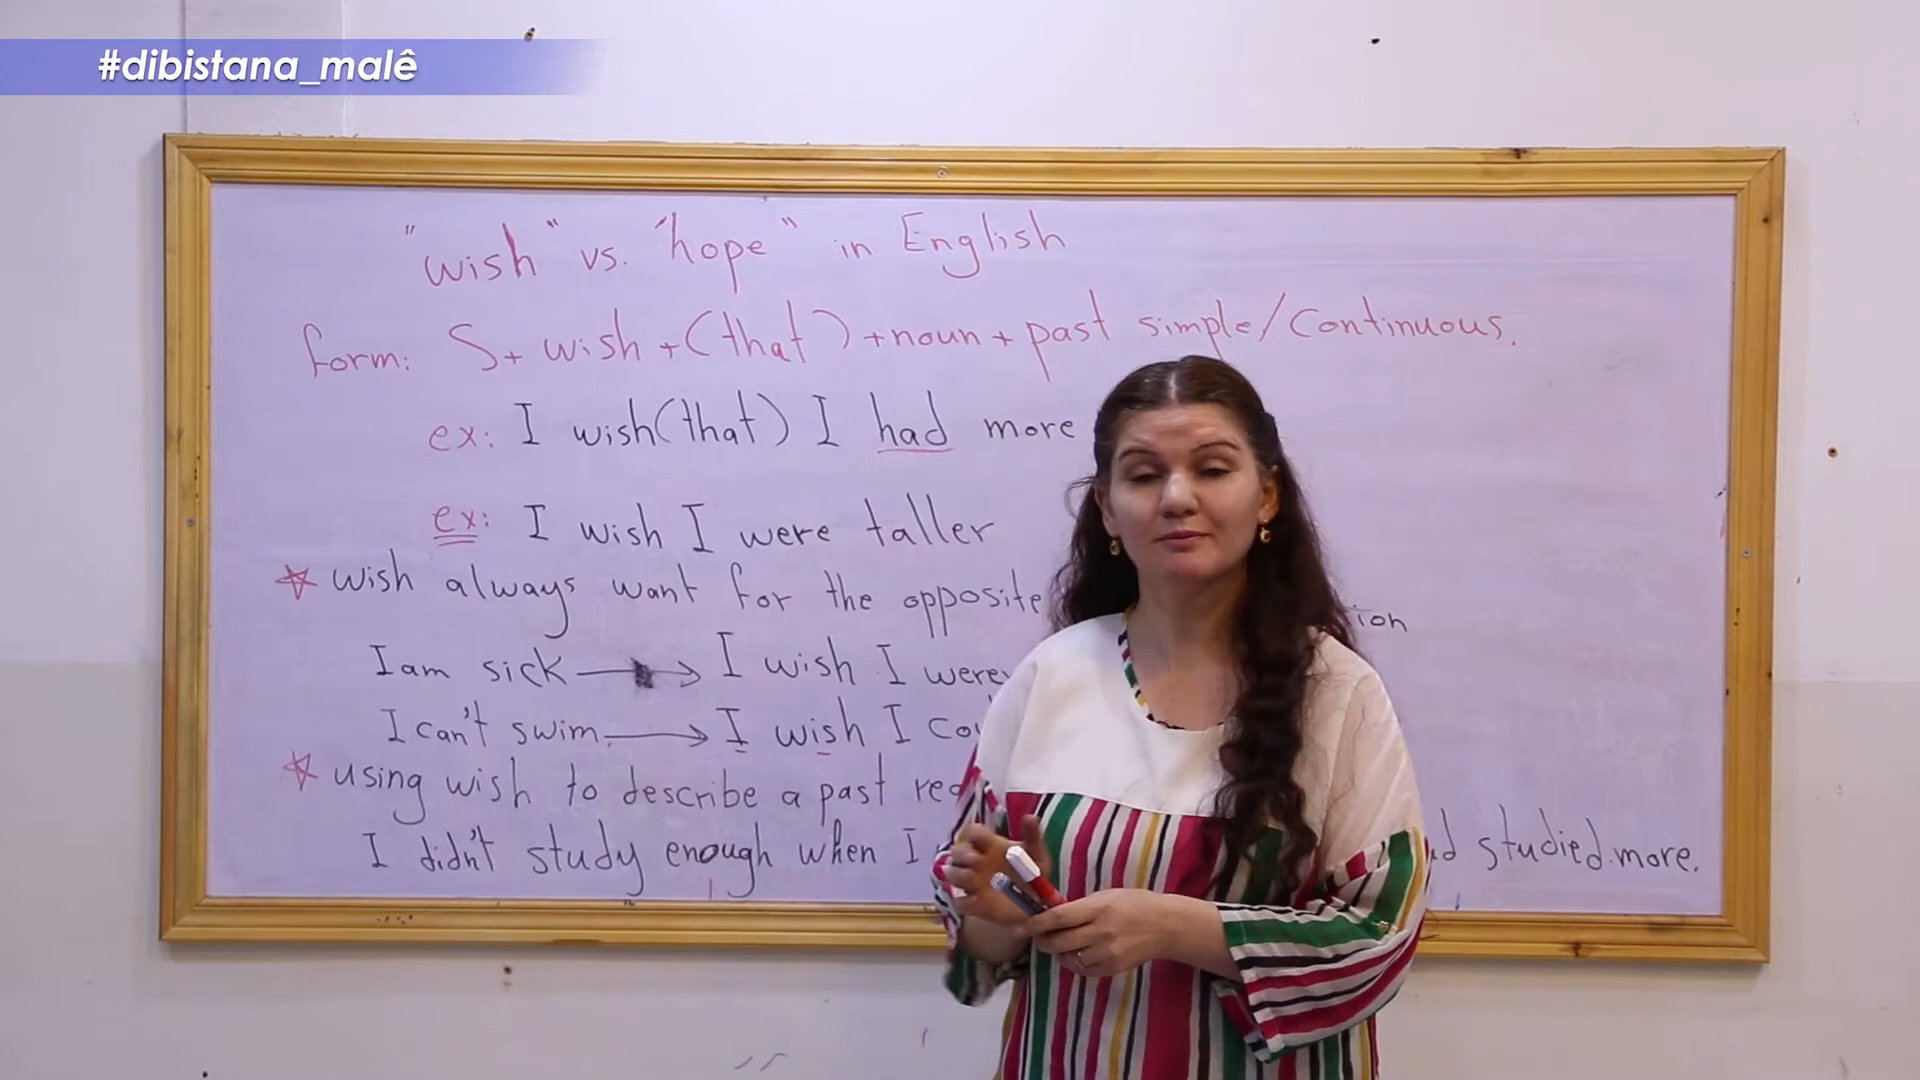 #dibistana_malê
"wish" vs. "hope" in English
form: S + wish + (that) + noun + past simple/Continuous.
ex: I wish (that) I had more
ex: I wish I were taller
wish always want for the opposite
I am sick → I wish I were
I can't swim. → I wish I
using wish to describe a past
I didn't study enough when I studied more.